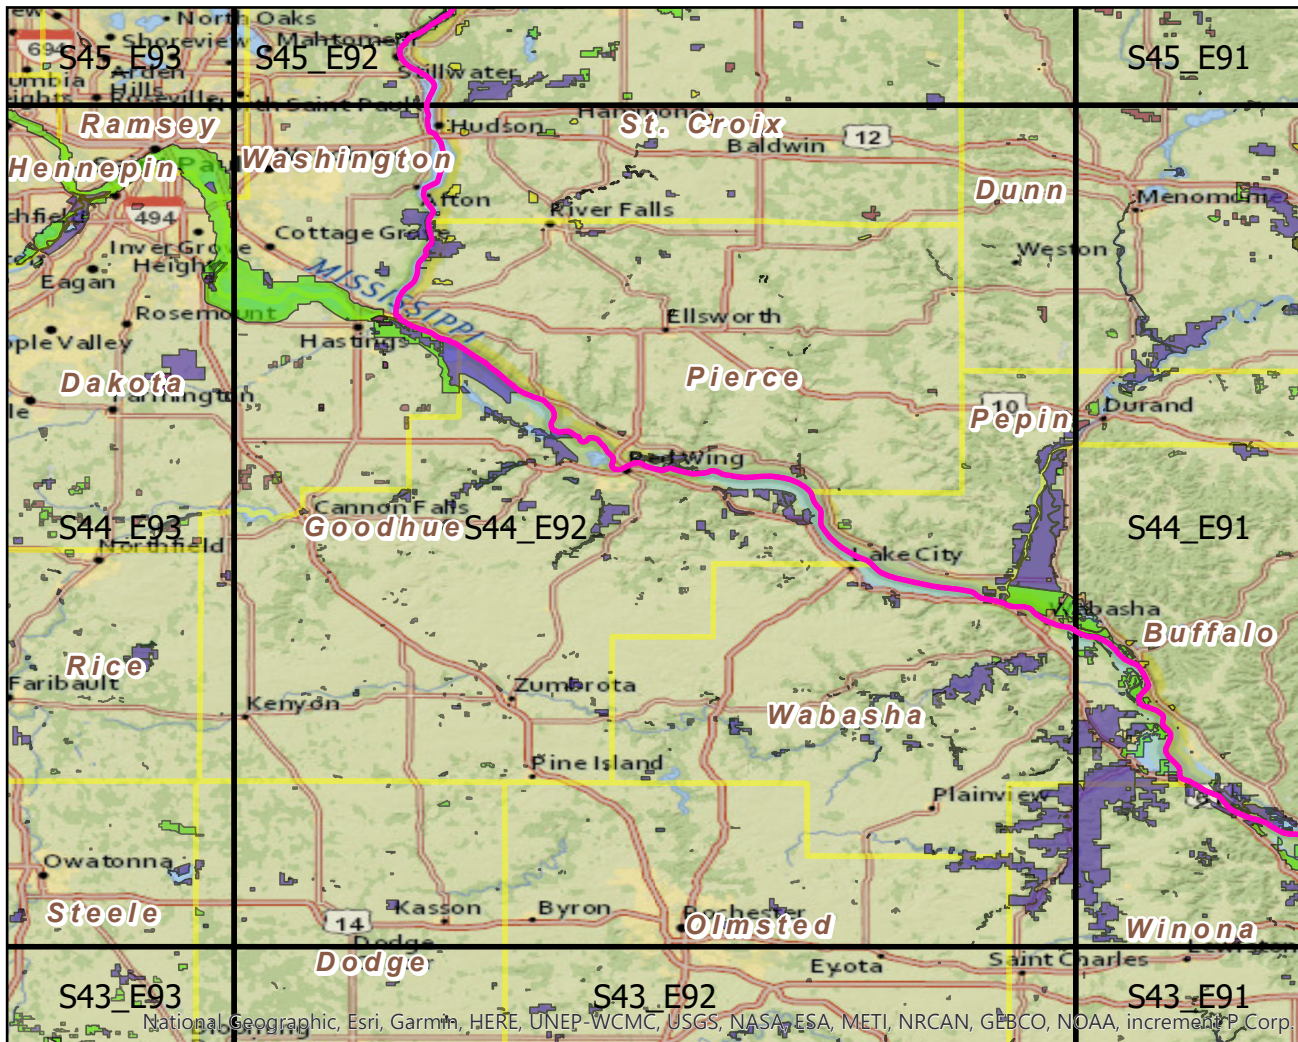 North Oaks
Shoreview
Mahtomedi
694
S45_E93
S45_E92
S45_E91
Arden
Hills
Stillwater
Roseville
North Saint Paul
Hammond
Ramsey
Hudson
St. Croix
12
Baldwin
Hennepin
Washington
Dunn
Menomonie
Afton
River Falls
494
Inver Grove
Heights
Cottage Grove
Weston
Eagan
MISSISSIPPI
Rosemount
Ellsworth
Hastings
ple Valley
Dakota
Pierce
Farmington
10
Durand
Pepin
Red Wing
Cannon Falls
Goodhue
S44_E93
S44_E92
S44_E91
Northfield
Lake City
Wabasha
Buffalo
Rice
Faribault
Zumbrota
Kenyon
Wabasha
Pine Island
Plainview
Owatonna
Steele
Kasson
Byron
Rochester
14
Olmsted
Winona
Dodge
Dodge
Eyota
Saint Charles
Lewiston
S43_E93
S43_E92
S43_E91
National Geographic, Esri, Garmin, HERE, UNEP-WCMC, USGS, NASA, ESA, METI, NRCAN, GEBCO, NOAA, increment P Corp.